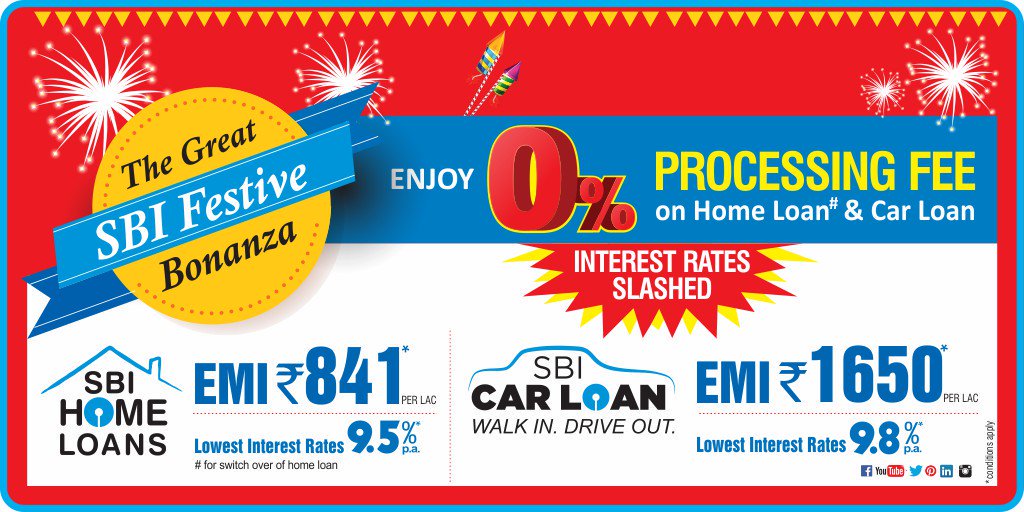 The Great
SBI Festive
Bonanza
ENJOY 0%
PROCESSING FEE
on Home Loan# & Car Loan
INTEREST RATES
SLASHED
SBI
HOME
LOANS
EMI ₹841*
PER LAC
Lowest Interest Rates 9.5%* p.a.
# for switch over of home loan
SBI
CAR LOAN
WALK IN. DRIVE OUT.
EMI ₹1650*
PER LAC
Lowest Interest Rates 9.8%* p.a.
YouTube
*conditions apply